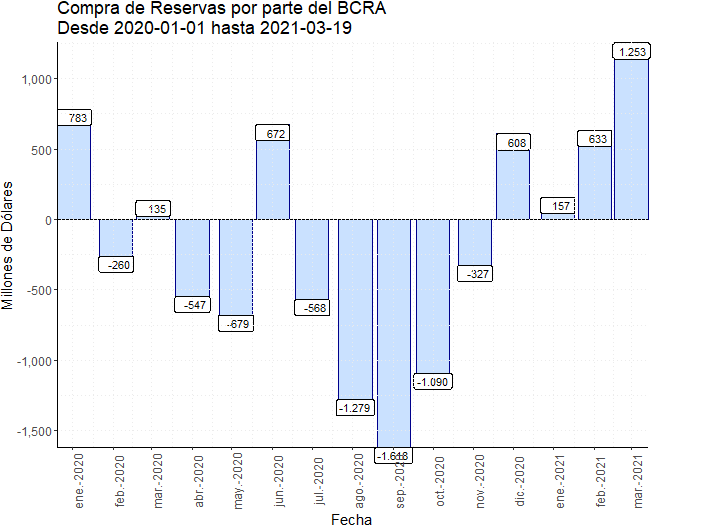 Compra de Reservas por parte del BCRA
Desde 2020-01-01 hasta 2021-03-19
Millones de Dólares
1,000
500
0
-500
-1,000
-1,500
783
-260
135
-547
-679
672
-568
-1.279
-1.618
-1.090
-327
608
157
633
1.253
ene.-2020
feb.-2020
mar.-2020
abr.-2020
may.-2020
jun.-2020
jul.-2020
ago.-2020
sep.-2020
oct.-2020
nov.-2020
dic.-2020
ene.-2021
feb.-2021
mar.-2021
Fecha